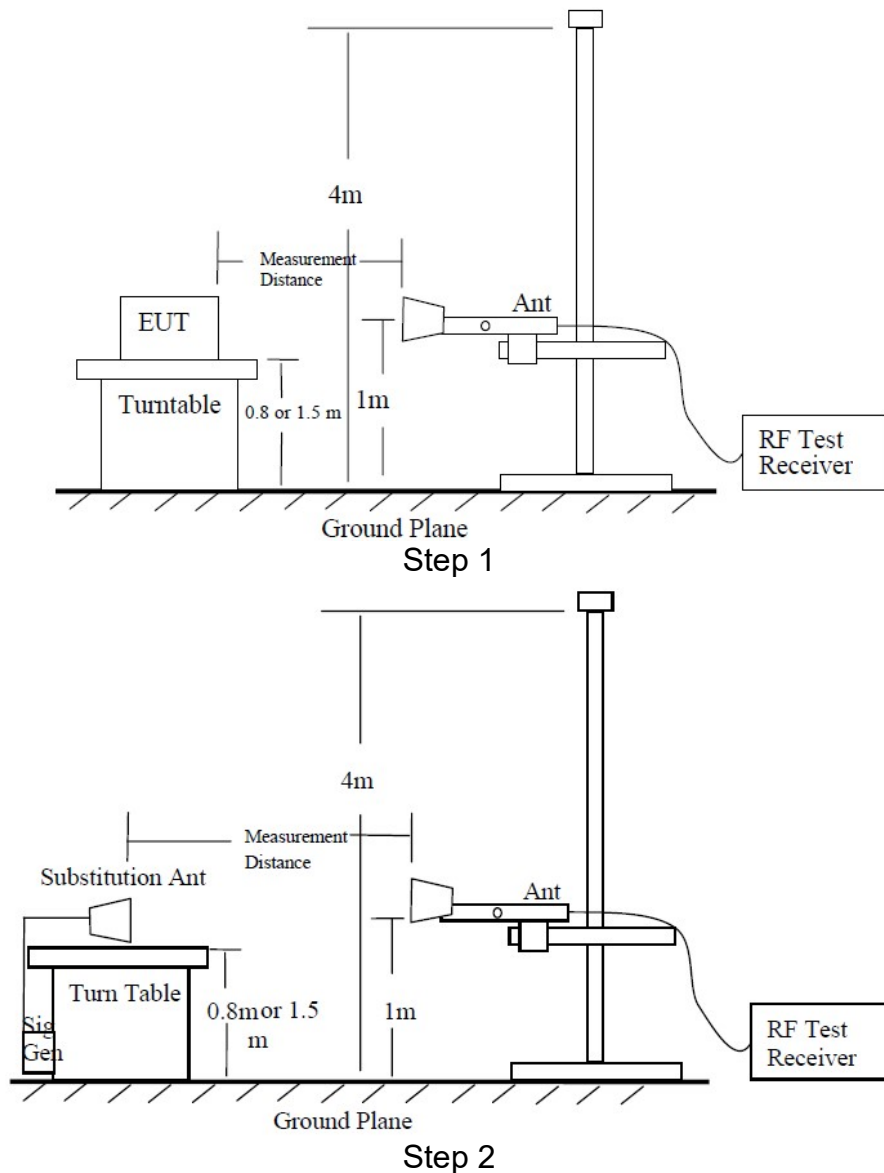 4m
Measurement
Distance
Ant
EUT
1m
0.8 or 1.5 m
Turntable
RF Test
Receiver
Ground Plane
Step 1
4m
Measurement
Distance
Substitution Ant
Ant
Turn Table
0.8m or 1.5
m
1m
Sig
Gen
RF Test
Receiver
Ground Plane
Step 2